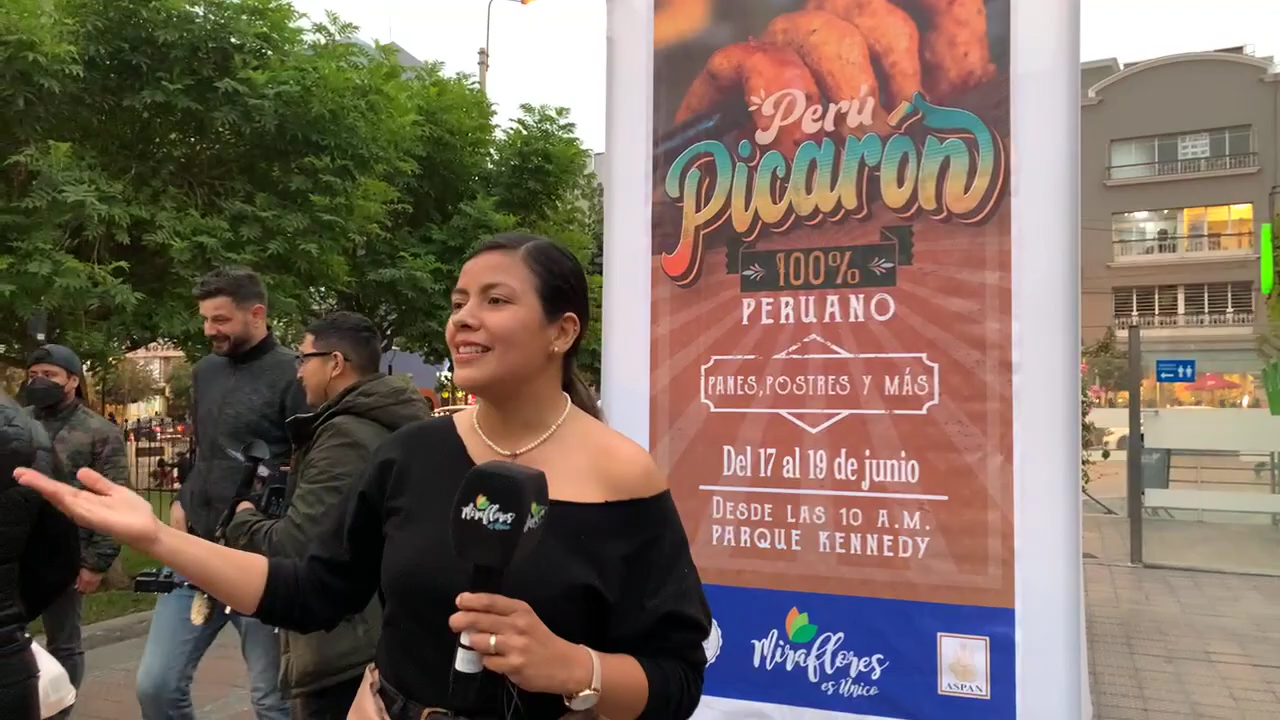 Perú
Picarón
100%
PERUANO
PANES, POSTRES Y MÁS
Del 17 al 19 de junio
DESDE LAS 10 A.M.
PARQUE KENNEDY
Miraflores
es Único
ASPAN
Miraflores
es Único